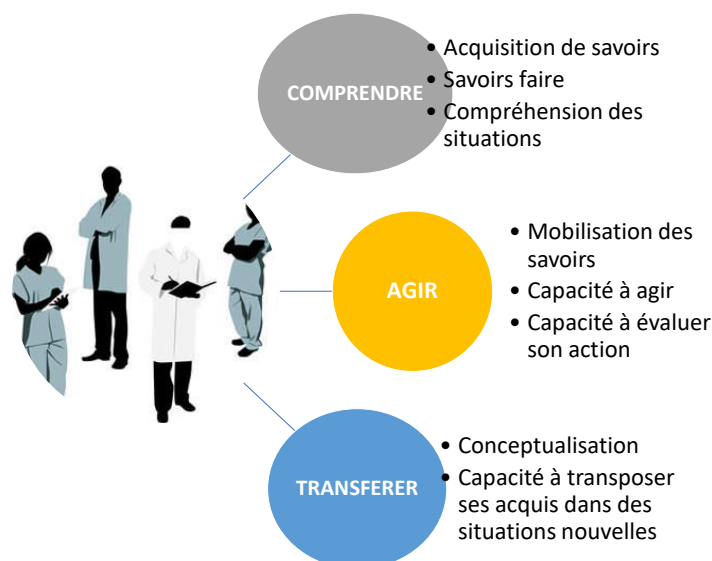 COMPRENDRE
• Acquisition de savoirs
• Savoirs faire
• Compréhension des
situations
AGIR
• Mobilisation des
savoirs
• Capacité à agir
• Capacité à évaluer
son action
TRANSFERER
• Conceptualisation
• Capacité à transposer
ses acquis dans des
situations nouvelles